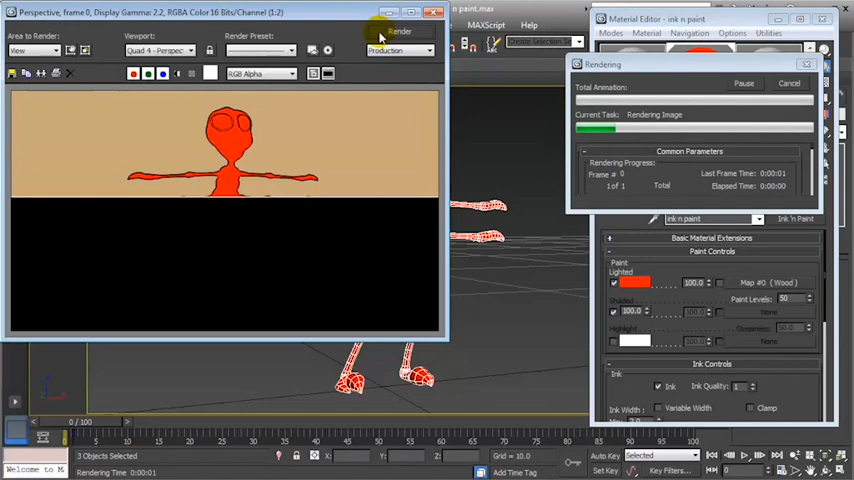 Perspective, frame 0, Display Gamma: 2.2, RGBA Color 16 Bits/Channel (1:2)
n paint.max
Material Editor - ink n paint
Area to Render:
Viewport:
Render Preset:
Render
View
Quad 4 - Perspec
Production
RGB Alpha
MAXScript
Help
Create Selection Se
Modes Material Navigation Options Utilities
Rendering
Total Animation:
Pause
Cancel
Current Task: Rendering Image
Common Parameters
Rendering Progress:
Frame # 0
Last Frame Time: 0:00:01
1 of 1 Total
Elapsed Time: 0:00:00
ink n paint
Ink 'n Paint
Basic Material Extensions
Paint Controls
Paint
Lighted
100.0
Map #0 (Wood)
Shaded
Paint Levels: 50
100.0
100.0
None
Highlight
Glossiness: 50.0
100.0
None
Ink Controls
Ink
Ink
Ink Quality: 1
Ink Width:
Variable Width
Clamp
0 / 100
0 5 10 15 20 25 30 35 40 45 50 55 60 65 70 75 80 85 90 95 100
3 Objects Selected
X:
Y:
Z:
Grid = 10.0
Auto Key
Selected
Welcome to M
Rendering Time 0:00:01
Add Time Tag
Set Key
Key Filters...
0